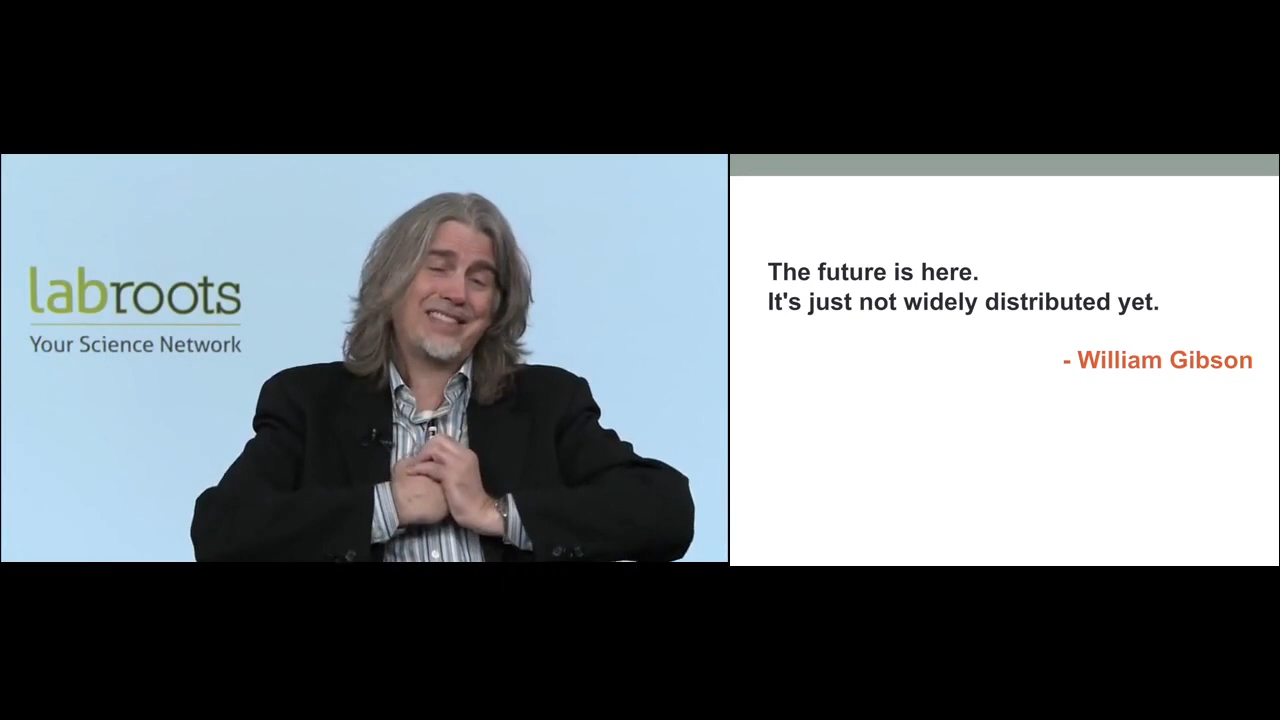 labroots
Your Science Network
The future is here.
It's just not widely distributed yet.
- William Gibson